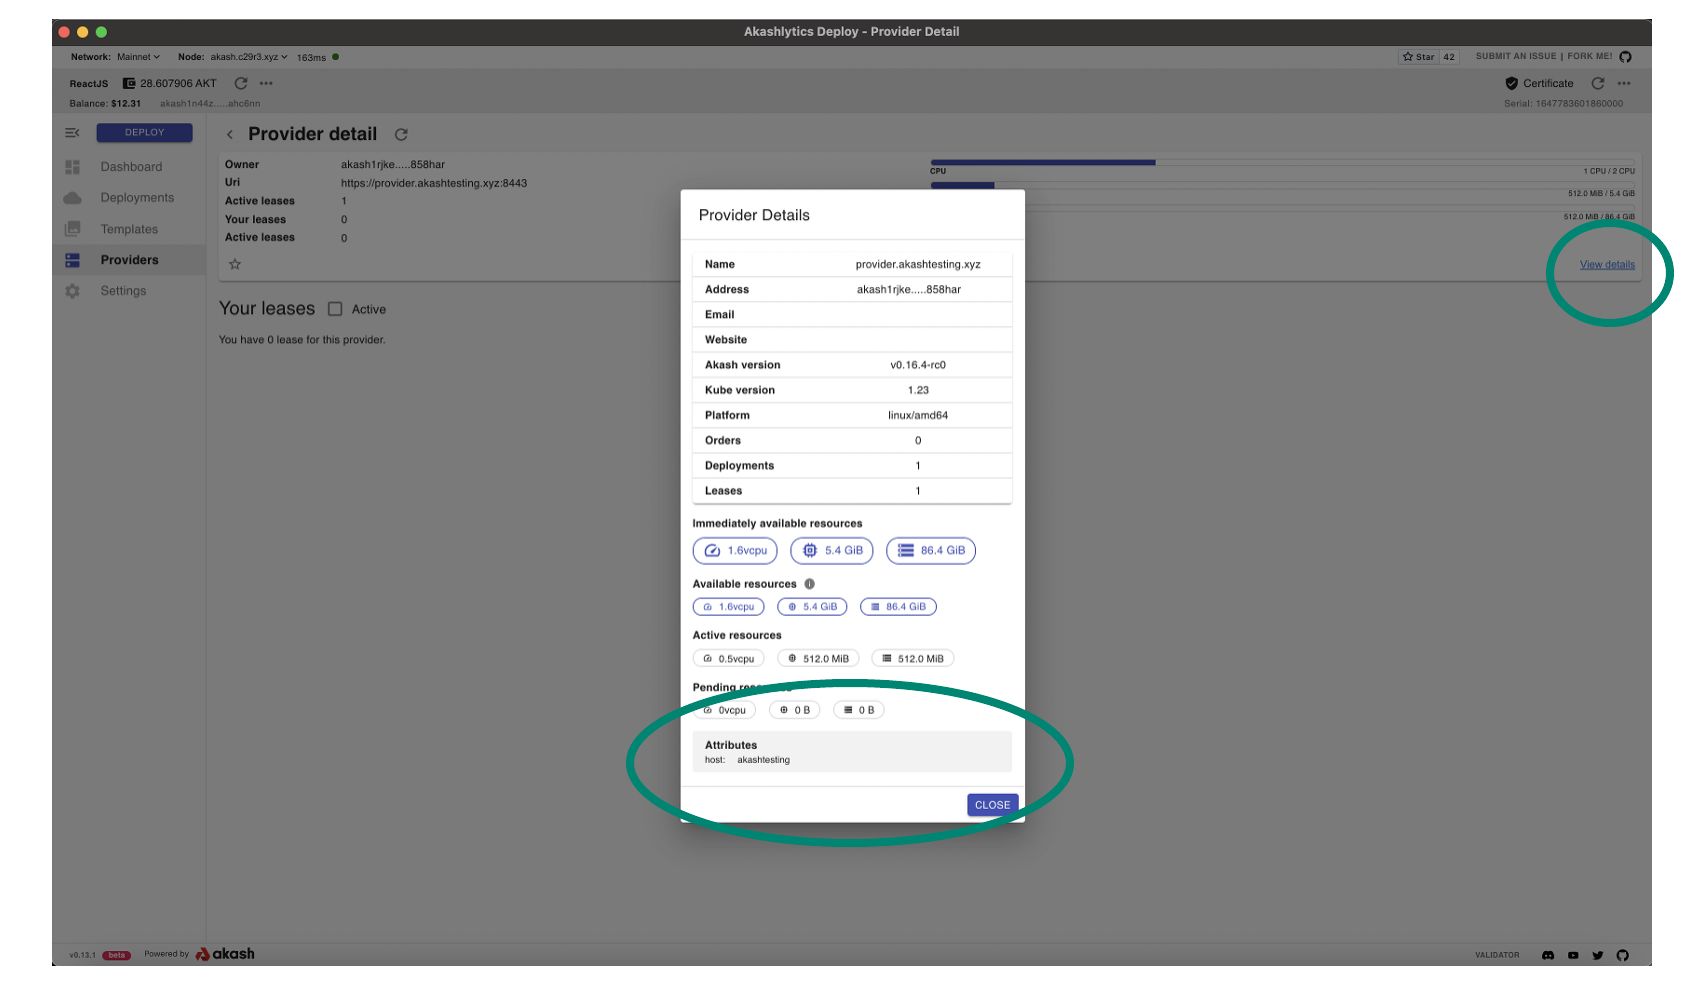 Akashlytics Deploy - Provider Detail
Network: Mainnet Node: akash.c29r3.xyz 163ms
Star 42 SUBMIT AN ISSUE | FORK ME!
ReactJS 28.607906 AKT
Certificate
Balance: $12.31 akash1n44z.....ahc6nn
Serial: 1647783601860000
DEPLOY
Provider detail
Dashboard
Deployments
Templates
Providers
Settings
Owner akash1rjke.....858har
Uri https://provider.akashtesting.xyz:8443
Active leases 1
Your leases 0
Active leases 0
CPU 1 CPU / 2 CPU
512.0 MiB / 5.4 GiB
512.0 MiB / 86.4 GiB
View details
Your leases Active
You have 0 lease for this provider.
Provider Details
Name provider.akashtesting.xyz
Address akash1rjke.....858har
Email
Website
Akash version v0.16.4-rc0
Kube version 1.23
Platform linux/amd64
Orders 0
Deployments 1
Leases 1
Immediately available resources
1.6vcpu 5.4 GiB 86.4 GiB
Available resources
1.6vcpu 5.4 GiB 86.4 GiB
Active resources
0.5vcpu 512.0 MiB 512.0 MiB
Pending resources
0vcpu 0 B 0 B
Attributes
host: akashtesting
CLOSE
v0.13.1 beta Powered by akash
VALIDATOR